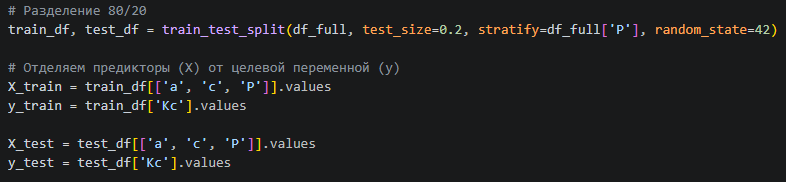 # Разделение 80/20
train_df, test_df = train_test_split(df_full, test_size=0.2, stratify=df_full['P'], random_state=42)
# Отделяем предикторы (X) от целевой переменной (y)
X_train = train_df[['a', 'c', 'P']].values
y_train = train_df['Kc'].values
X_test = test_df[['a', 'c', 'P']].values
y_test = test_df['Kc'].values